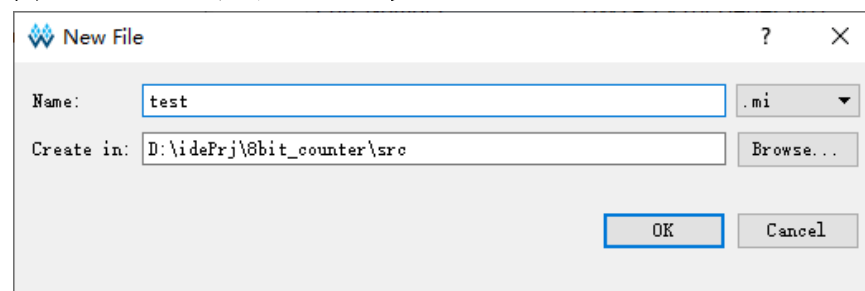 New File
Name: test .mi
Create in: D:\idePrj\8bit_counter\src Browse...
OK Cancel